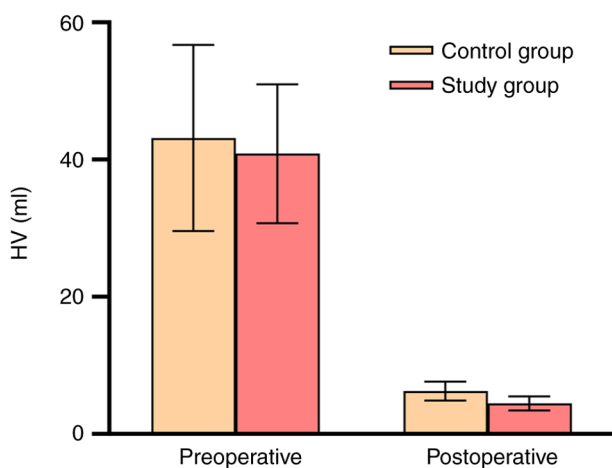 60
Control group
Study group
40
HV (ml)
20
0
Preoperative
Postoperative